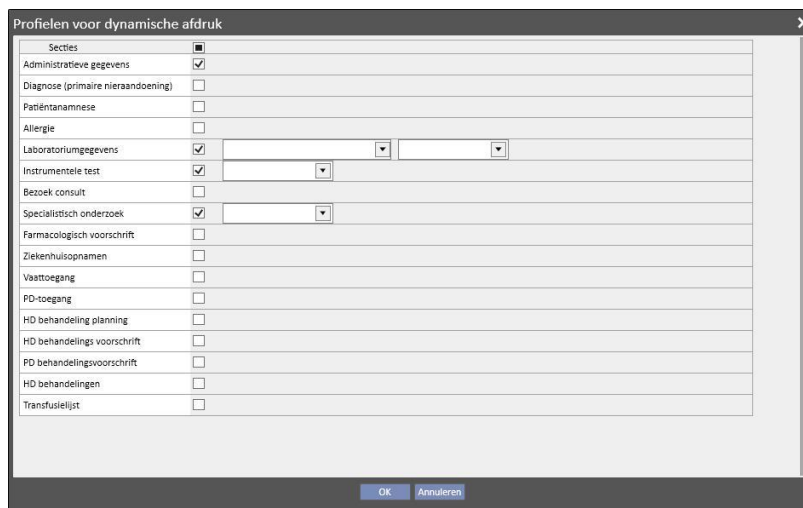 Profielen voor dynamische afdruk
Secties
Administratieve gegevens
Diagnose (primaire nieraandoening)
Patiëntanamnese
Allergie
Laboratoriumgegevens
Instrumentele test
Bezoek consult
Specialistisch onderzoek
Farmacologisch voorschrift
Ziekenhuisopnamen
Vaattoegang
PD-toegang
HD behandeling planning
HD behandelings voorschrift
PD behandelingsvoorschrift
HD behandelingen
Transfusielijst
OK Annuleren